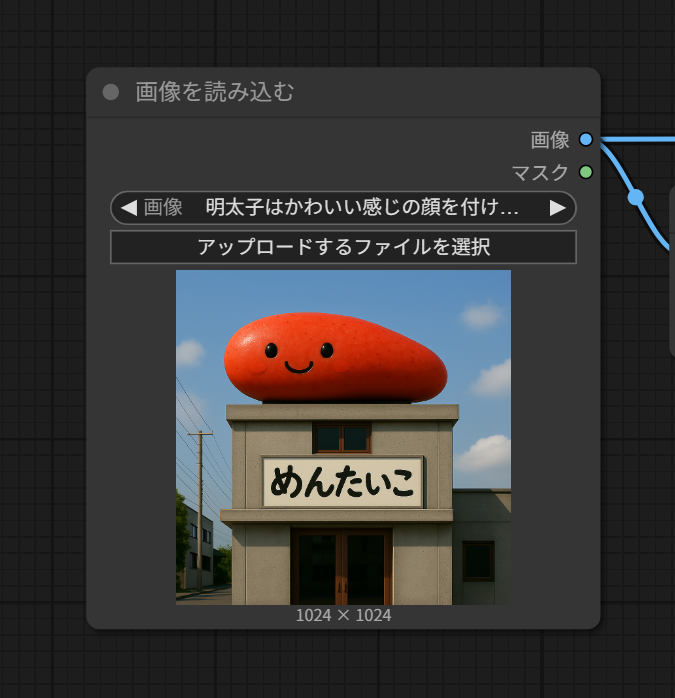 画像を読み込む
画像
マスク
画像 明太子はかわいい感じの顔を付け…
アップロードするファイルを選択
めんたいこ
1024 × 1024